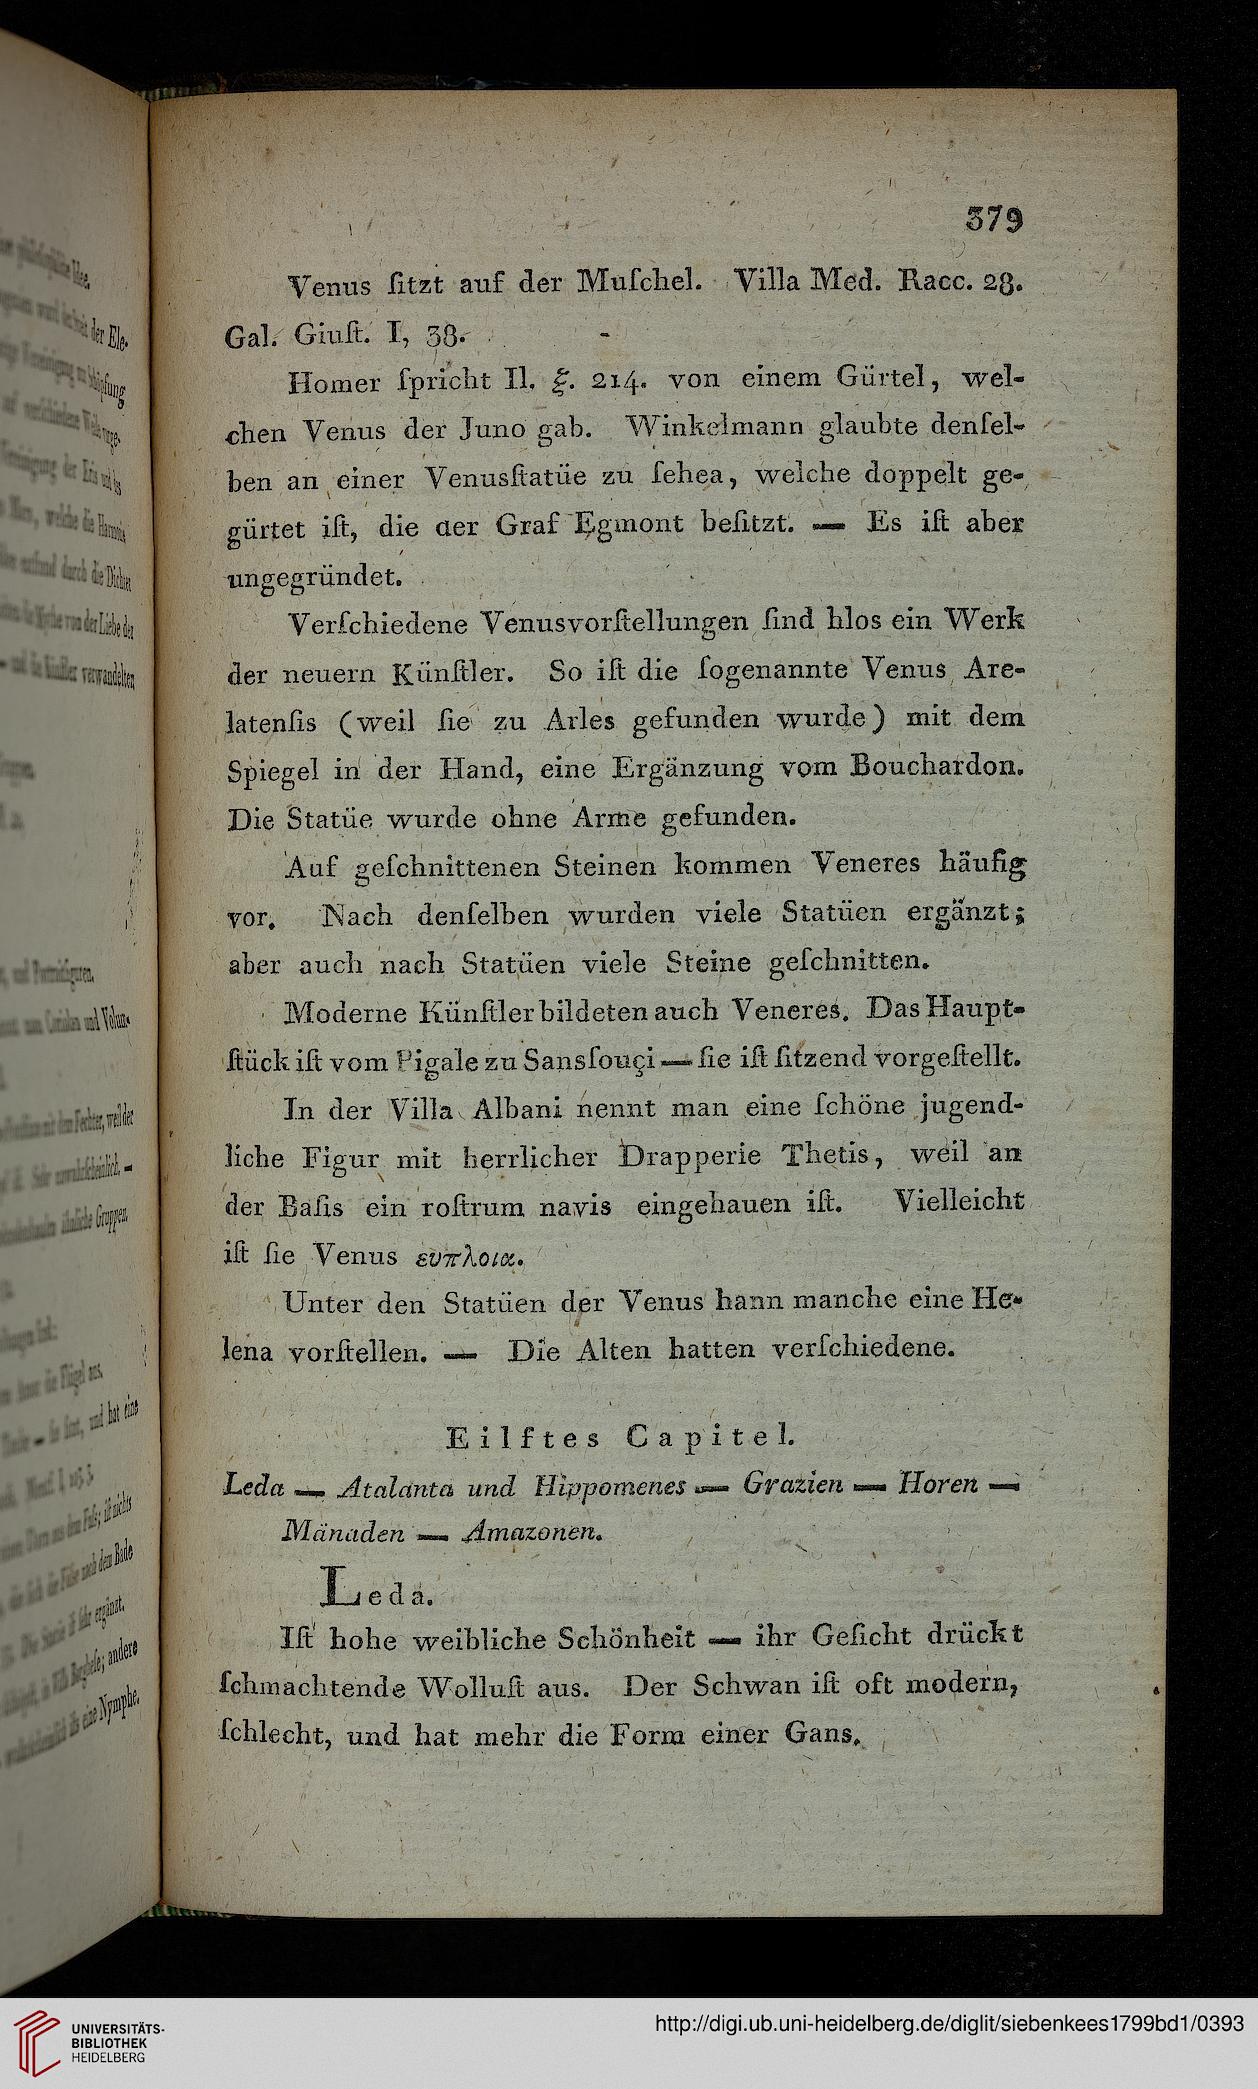 379
Venus ſitzt auf der Muſchel. Villa Med. Racc. 28.
Gal. Giuſt. I, 38.
Homer ſpricht Il. ξ. 214. von einem Gürtel, wel-
chen Venus der Juno gab. Winkelmann glaubte denſel-
ben an einer Venusſtatüe zu ſehea, welche doppelt ge-
gürtet iſt, die der Graf Egmont beſitzt. — Es iſt aber
ungegründet.
Verſchiedene Venusvorſtellungen ſind blos ein Werk
der neuern Künſtler. So iſt die ſogenannte Venus Are-
latenſis (weil ſie zu Arles gefunden wurde) mit dem
Spiegel in der Hand, eine Ergänzung vom Bouchardon.
Die Statüe wurde ohne Arme gefunden.
Auf geſchnittenen Steinen kommen Veneres häufig
vor. Nach denſelben wurden viele Statüen ergänzt;
aber auch nach Statüen viele Steine geſchnitten.
Moderne Künſtler bildeten auch Veneres. Das Haupt-
ſtück iſt vom Pigale zu Sansſouçi — ſie iſt ſitzend vorgeſtellt.
In der Villa Albani nennt man eine ſchöne jugend-
liche Figur mit herrlicher Drapperie Thetis, weil an
der Baſis ein roſtrum navis eingehauen iſt. Vielleicht
iſt ſie Venus ευπλοια.
Unter den Statüen der Venus kann manche eine He-
lena vorſtellen. — Die Alten hatten verſchiedene.
Eilftes Capitel.
Leda — Atalanta und Hippomenes — Grazien — Horen —
Mänaden — Amazonen.
Leda.
Iſt hohe weibliche Schönheit — ihr Geſicht drückt
ſchmachtende Wolluſt aus. Der Schwan iſt oft modern,
ſchlecht, und hat mehr die Form einer Gans.
UNIVERSITÄTS-
BIBLIOTHEK
HEIDELBERG
http://digi.ub.uni-heidelberg.de/diglit/siebenkees1799bd1/0393